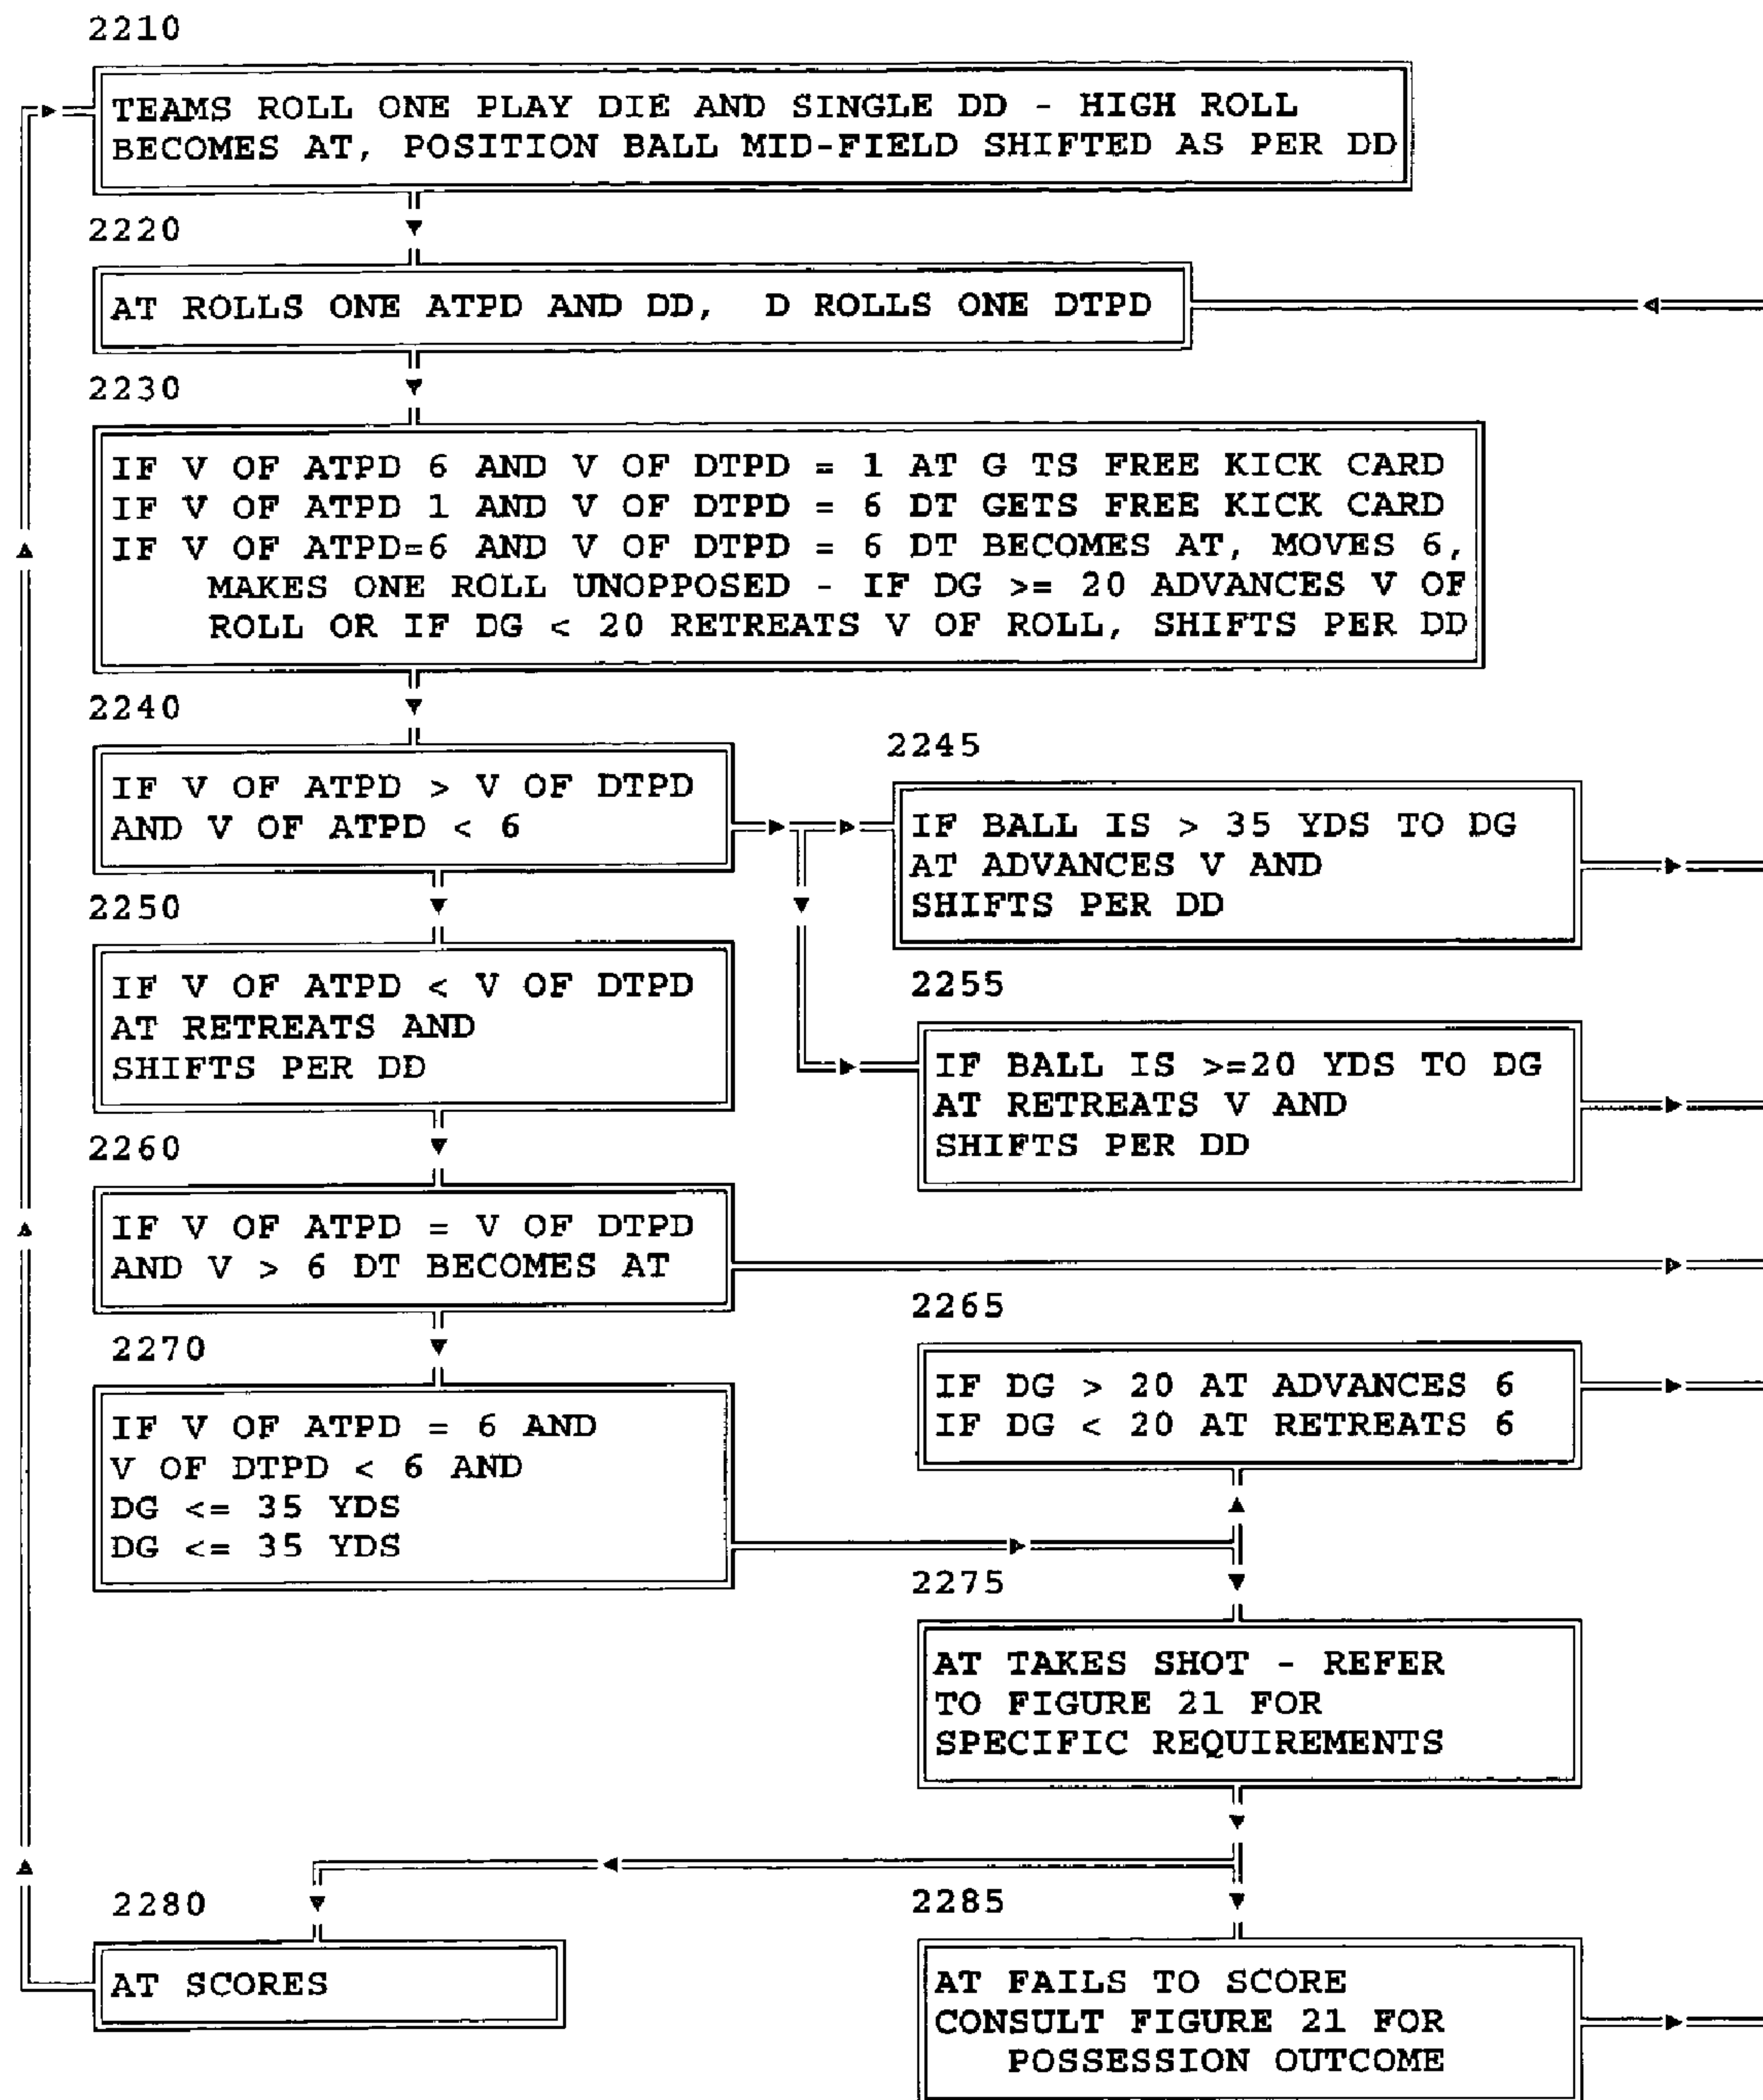 2210
TEAMS ROLL ONE PLAY DIE AND SINGLE DD - HIGH ROLL
BECOMES AT, POSITION BALL MID-FIELD SHIFTED AS PER DD
2220
AT ROLLS ONE ATPD AND DD, D ROLLS ONE DTPD
2230
IF V OF ATPD 6 AND V OF DTPD = 1 AT G TS FREE KICK CARD
IF V OF ATPD 1 AND V OF DTPD = 6 DT GETS FREE KICK CARD
IF V OF ATPD=6 AND V OF DTPD = 6 DT BECOMES AT, MOVES 6,
MAKES ONE ROLL UNOPPOSED - IF DG >= 20 ADVANCES V OF
ROLL OR IF DG < 20 RETREATS V OF ROLL, SHIFTS PER DD
2240
IF V OF ATPD > V OF DTPD
AND V OF ATPD < 6
2245
IF BALL IS > 35 YDS TO DG
AT ADVANCES V AND
SHIFTS PER DD
2250
IF V OF ATPD < V OF DTPD
AT RETREATS AND
SHIFTS PER DD
2255
IF BALL IS >=20 YDS TO DG
AT RETREATS V AND
SHIFTS PER DD
2260
IF V OF ATPD = V OF DTPD
AND V > 6 DT BECOMES AT
2265
IF DG > 20 AT ADVANCES 6
IF DG < 20 AT RETREATS 6
2270
IF V OF ATPD = 6 AND
V OF DTPD < 6 AND
DG <= 35 YDS
DG <= 35 YDS
2275
AT TAKES SHOT - REFER
TO FIGURE 21 FOR
SPECIFIC REQUIREMENTS
2280
AT SCORES
2285
AT FAILS TO SCORE
CONSULT FIGURE 21 FOR
POSSESSION OUTCOME